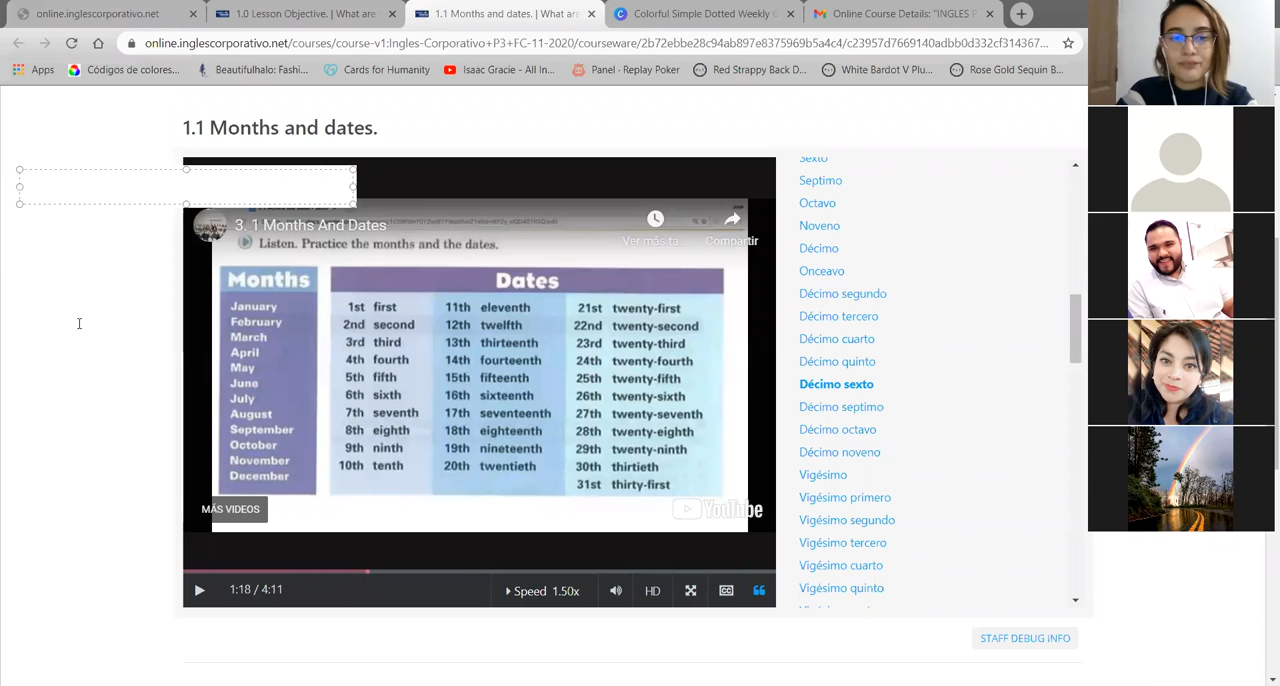 online.inglescorporativo.net
1.0 Lesson Objective. | What are
1.1 Months and dates. | What are
Colorful Simple Dotted Weekly
Online Course Details: "INGLES P
online.inglescorporativo.net/courses/course-v1:Ingles-Corporativo+P3+FC-11-2020/courseware/2b72ebbe28c94ab897e8375969b5a4c4/c23957d7669140adbb0d332cf314367...
Apps
Códigos de colores...
Beautifulhalo: Fashi...
Cards for Humanity
Isaac Gracie - All In...
Panel · Replay Poker
Red Strappy Back D...
White Bardot V Plu...
Rose Gold Sequin B...
1.1 Months and dates.
3. 1 Months And Dates
Ver más ta...
Compartir
Listen. Practice the months and the dates.
Months
January
February
March
April
May
June
July
August
September
October
November
December
Dates
1st first
2nd second
3rd third
4th fourth
5th fifth
6th sixth
7th seventh
8th eighth
9th ninth
10th tenth
11th eleventh
12th twelfth
13th thirteenth
14th fourteenth
15th fifteenth
16th sixteenth
17th seventeenth
18th eighteenth
19th nineteenth
20th twentieth
21st twenty-first
22nd twenty-second
23rd twenty-third
24th twenty-fourth
25th twenty-fifth
26th twenty-sixth
27th twenty-seventh
28th twenty-eighth
29th twenty-ninth
30th thirtieth
31st thirty-first
MÁS VIDEOS
YouTube
1:18 / 4:11
Speed 1.50x
HD
CC
Sexto
Septimo
Octavo
Noveno
Décimo
Onceavo
Décimo segundo
Décimo tercero
Décimo cuarto
Décimo quinto
Décimo sexto
Décimo septimo
Décimo octavo
Décimo noveno
Vigésimo
Vigésimo primero
Vigésimo segundo
Vigésimo tercero
Vigésimo cuarto
Vigésimo quinto
STAFF DEBUG INFO